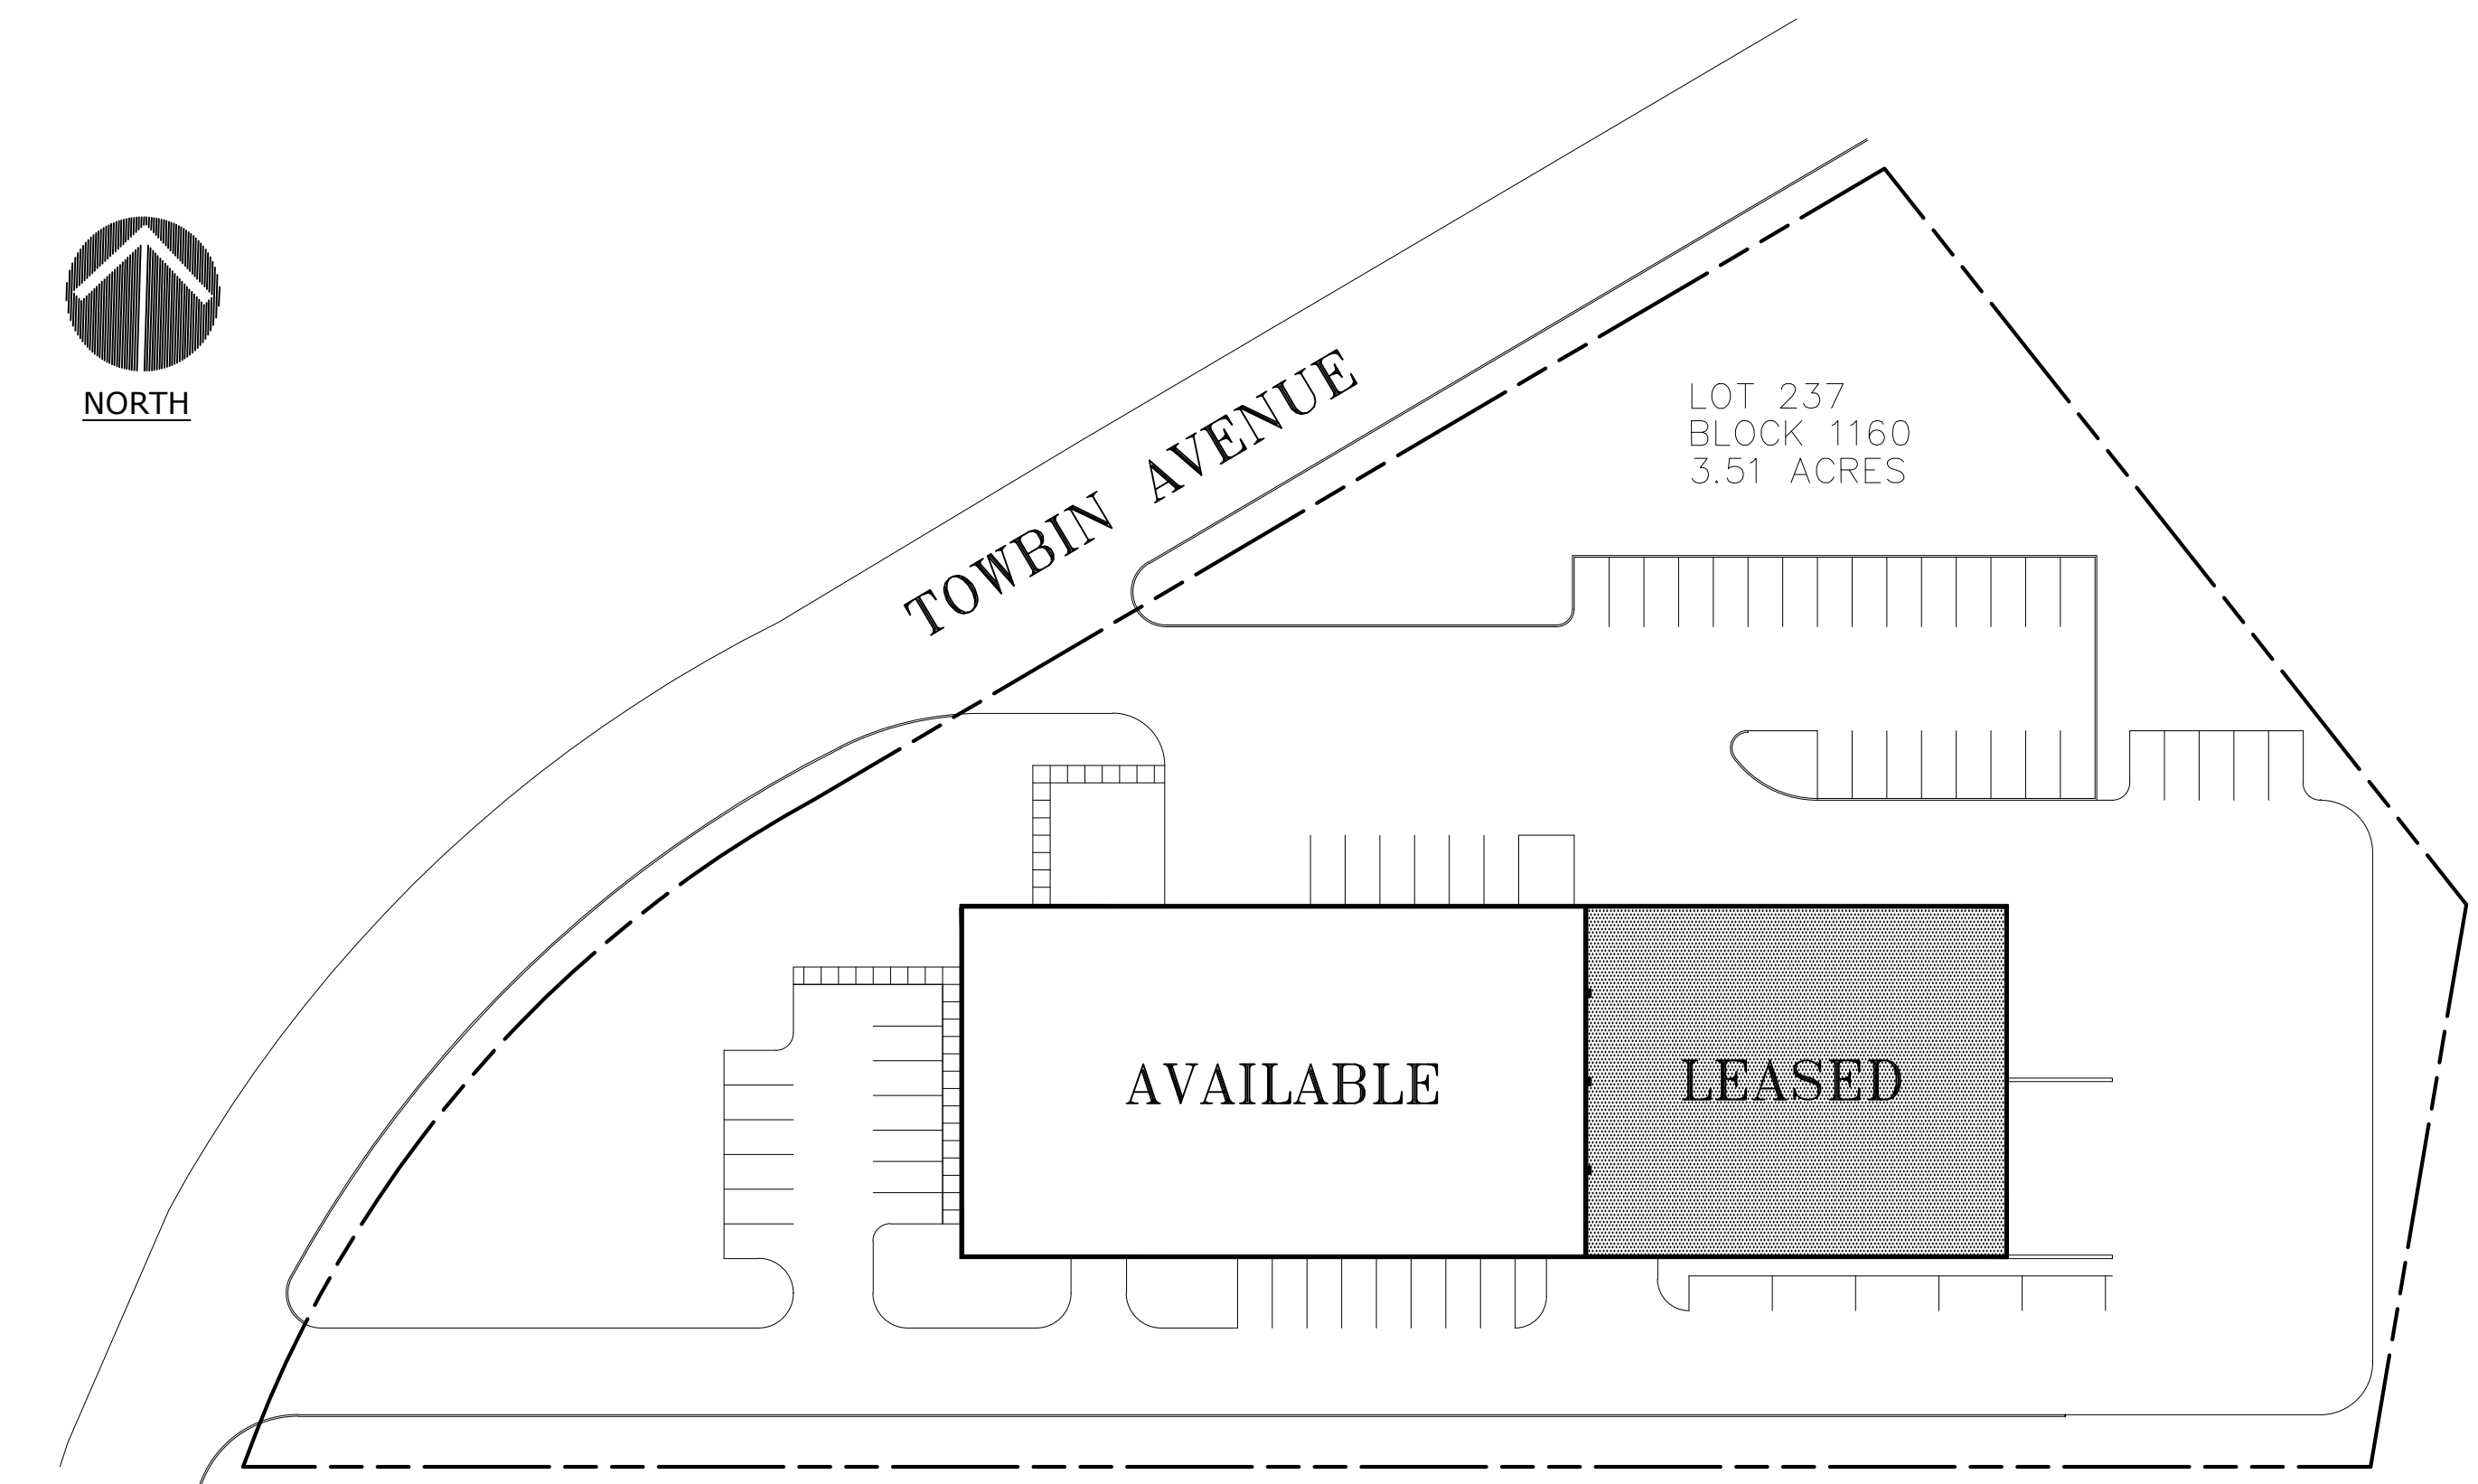 NORTH
TOWBIN AVENUE
LOT 237
BLOCK 1160
3.51 ACRES
AVAILABLE
LEASED